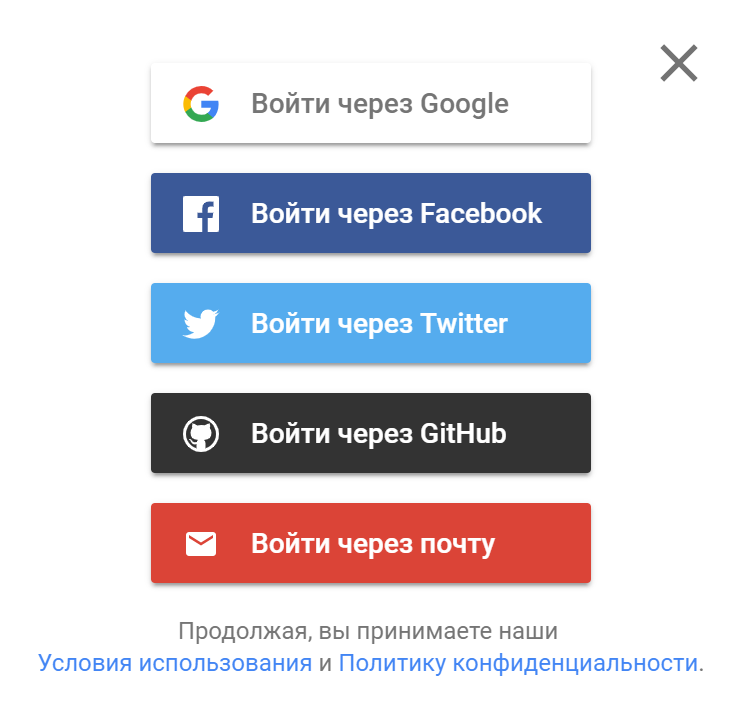 Войти через Google
Войти через Facebook
Войти через Twitter
Войти через GitHub
Войти через почту
Продолжая, вы принимаете наши
Условия использования и Политику конфиденциальности.